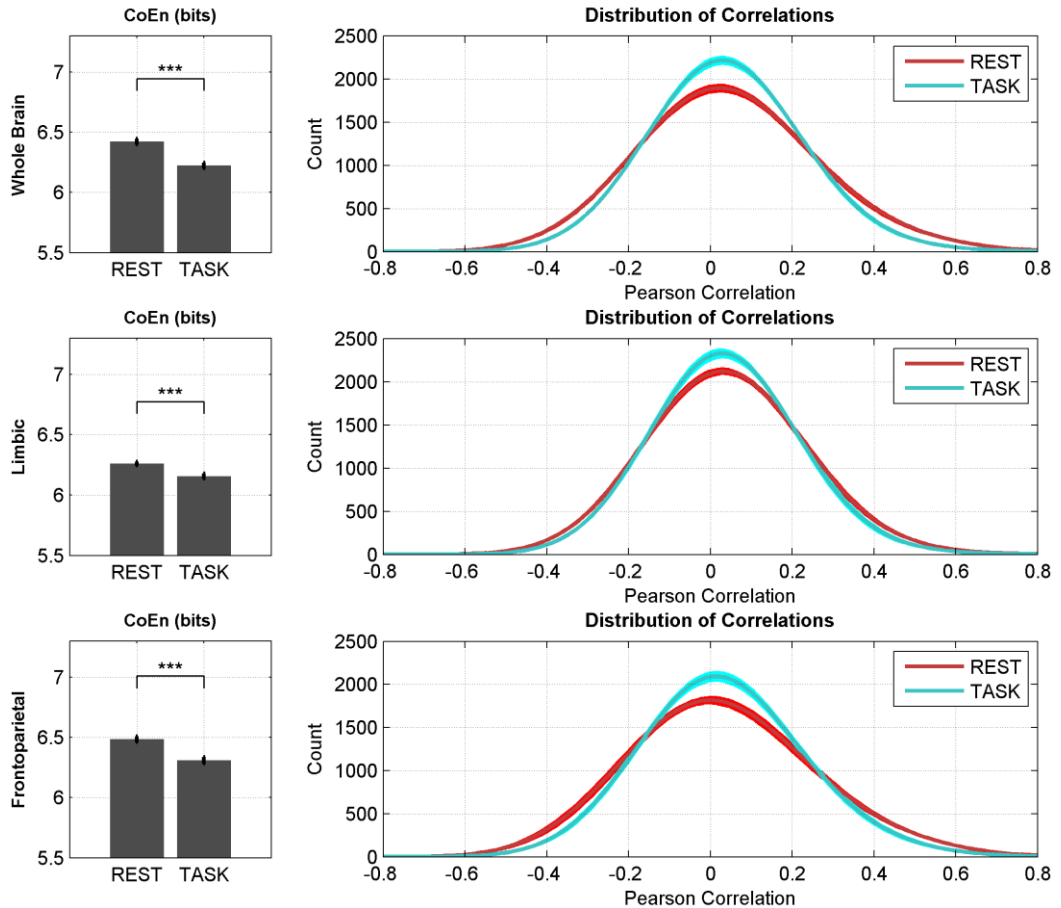 CoEn (bits)
Distribution of Correlations
Whole Brain
7
6.5
6
5.5
***
REST TASK
Count
2500
2000
1500
1000
500
0
REST
TASK
-0.8 -0.6 -0.4 -0.2 0 0.2 0.4 0.6 0.8
Pearson Correlation
CoEn (bits)
Distribution of Correlations
Limbic
7
6.5
6
5.5
***
REST TASK
Count
2500
2000
1500
1000
500
0
REST
TASK
-0.8 -0.6 -0.4 -0.2 0 0.2 0.4 0.6 0.8
Pearson Correlation
CoEn (bits)
Distribution of Correlations
Frontoparietal
7
6.5
6
5.5
***
REST TASK
Count
2500
2000
1500
1000
500
0
REST
TASK
-0.8 -0.6 -0.4 -0.2 0 0.2 0.4 0.6 0.8
Pearson Correlation